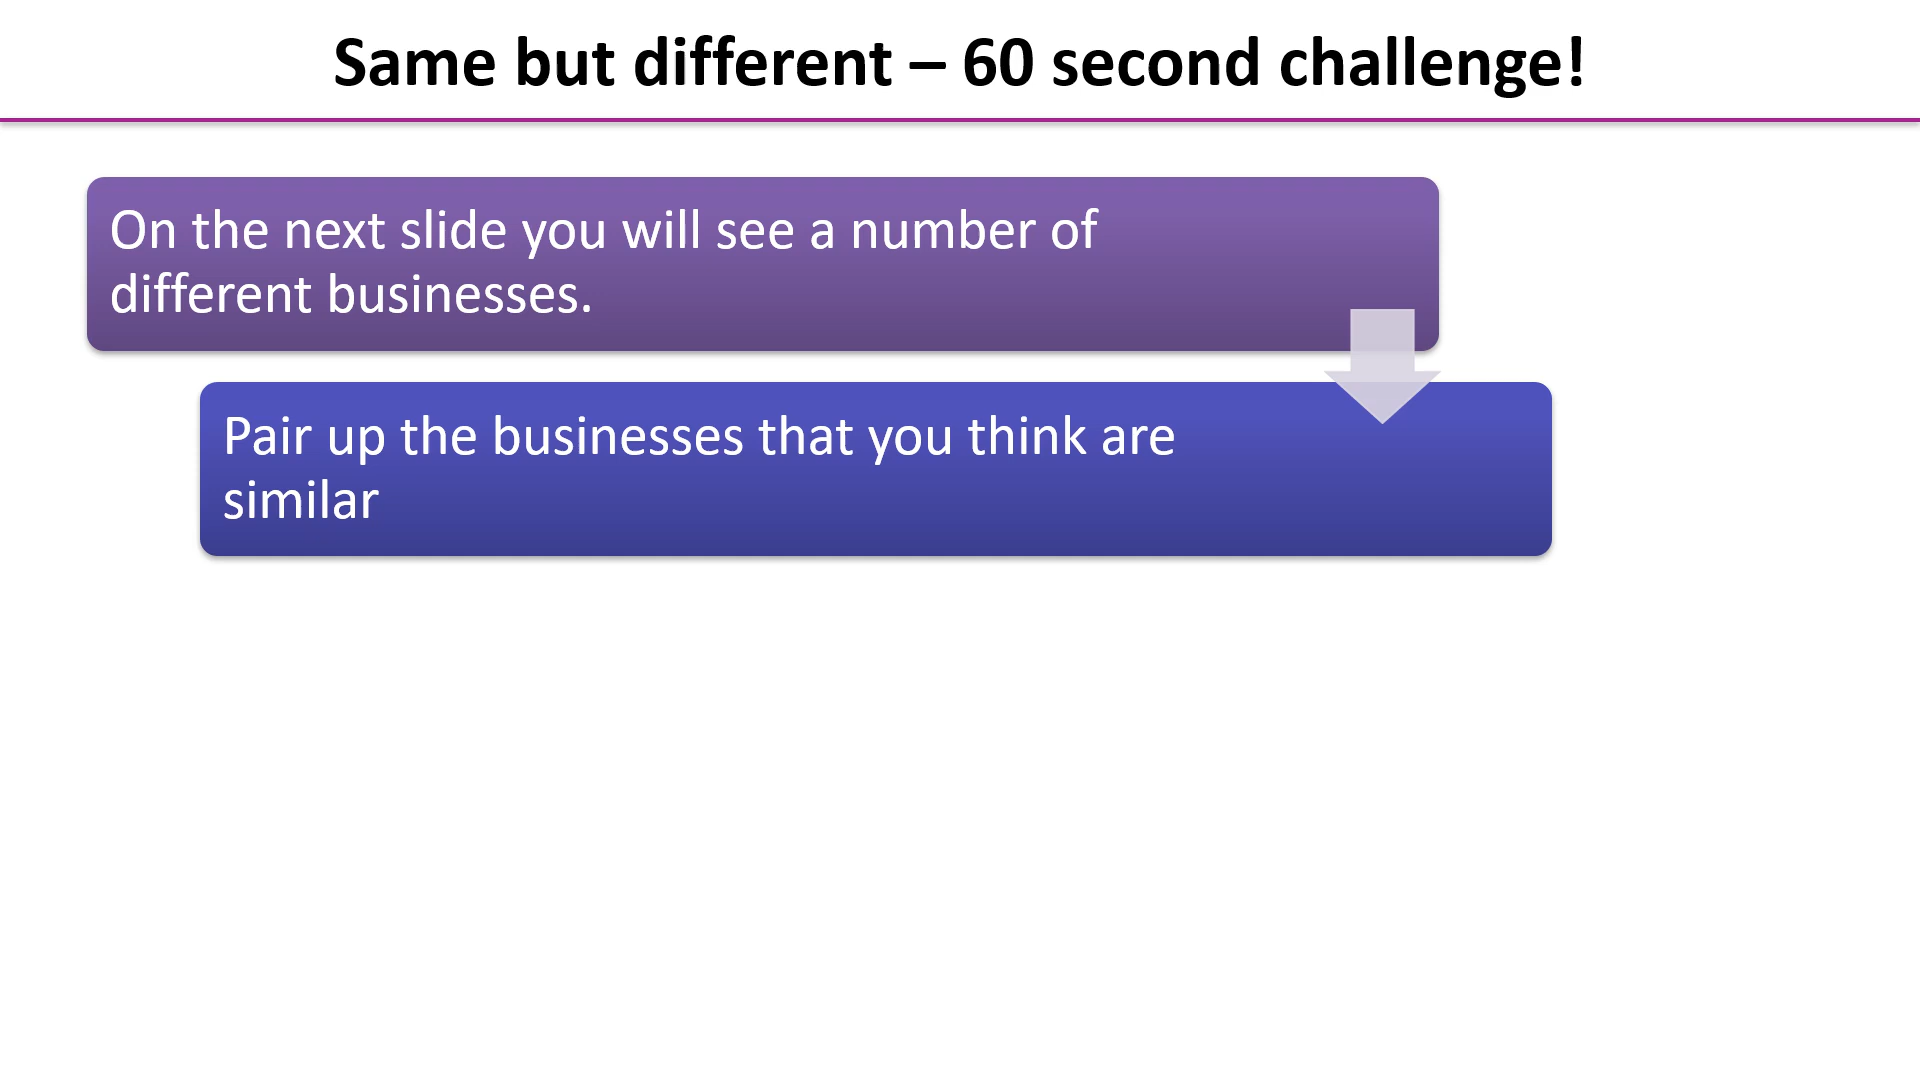 Same but different – 60 second challenge!
On the next slide you will see a number of
different businesses.
Pair up the businesses that you think are
similar